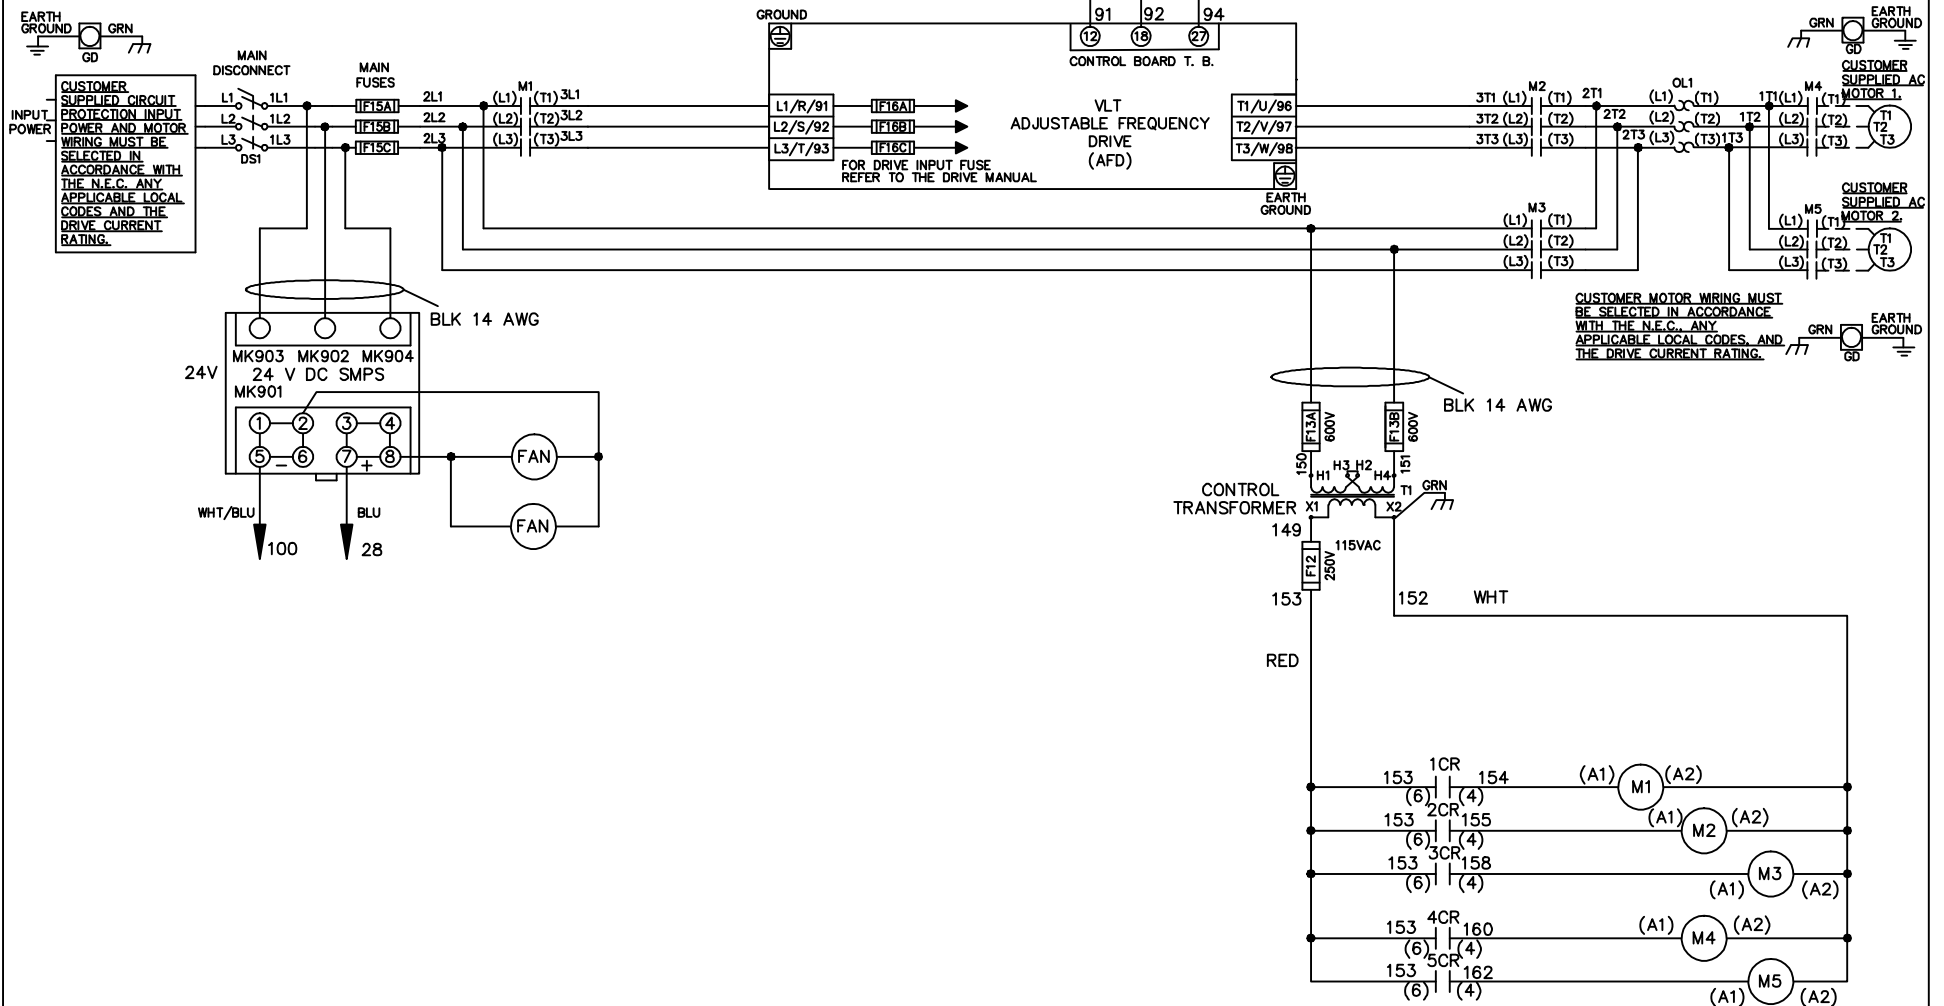 EARTH
GROUND
GRN
GD
GROUND
91 92 94
12 18 27
CONTROL BOARD T. B.
EARTH
GROUND
GRN
GD
MAIN
DISCONNECT
MAIN
FUSES
CUSTOMER
SUPPLIED CIRCUIT
PROTECTION INPUT
POWER AND MOTOR
WIRING MUST BE
SELECTED IN
ACCORDANCE WITH
THE N.E.C. ANY
APPLICABLE LOCAL
CODES AND THE
DRIVE CURRENT
RATING.
INPUT
POWER
L1 1L1 F15A 2L1 (L1) M1 (T1) 3L1
L2 1L2 F15B 2L2 (L2) (T2) 3L2
L3 1L3 F15C 2L3 (L3) (T3) 3L3
DS1
L1/R/91 F16A
L2/S/92 F16B
L3/T/93 F16C
FOR DRIVE INPUT FUSE
REFER TO THE DRIVE MANUAL
VLT
ADJUSTABLE FREQUENCY
DRIVE
(AFD)
T1/U/96
T2/V/97
T3/W/98
EARTH
GROUND
M2 OL1 M4
3T1 (L1) (T1) 2T1 (L1) (T1) 1T1 (L1) (T1)
3T2 (L2) (T2) 2T2 (L2) (T2) 1T2 (L2) (T2)
3T3 (L3) (T3) 2T3 (L3) (T3) 1T3 (L3) (T3)
CUSTOMER
SUPPLIED AC
MOTOR 1.
T1
T2
T3
M3
(L1) (T1)
(L2) (T2)
(L3) (T3)
M5
(L1) (T1)
(L2) (T2)
(L3) (T3)
CUSTOMER
SUPPLIED AC
MOTOR 2.
T1
T2
T3
CUSTOMER MOTOR WIRING MUST
BE SELECTED IN ACCORDANCE
WITH THE N.E.C., ANY
APPLICABLE LOCAL CODES, AND
THE DRIVE CURRENT RATING.
GRN
GD
EARTH
GROUND
BLK 14 AWG
MK903 MK902 MK904
24V
24 V DC SMPS
MK901
1 2 3 4
5 - 6 7 + 8
FAN
FAN
WHT/BLU
BLU
100
28
BLK 14 AWG
F13A
600V
F13B
600V
150
151
H1 H3 H2 H4
T1
GRN
CONTROL
TRANSFORMER
X1 X2
149
115VAC
F12
250V
153
152
WHT
RED
1CR
153 154 (A1) M1 (A2)
(6) (4)
2CR
153 155 (A1) M2 (A2)
(6) (4)
3CR
153 158 M3
(6) (4) (A1) (A2)
4CR
153 160 (A1) M4 (A2)
(6) (4)
5CR
153 162 M5
(6) (4) (A1) (A2)